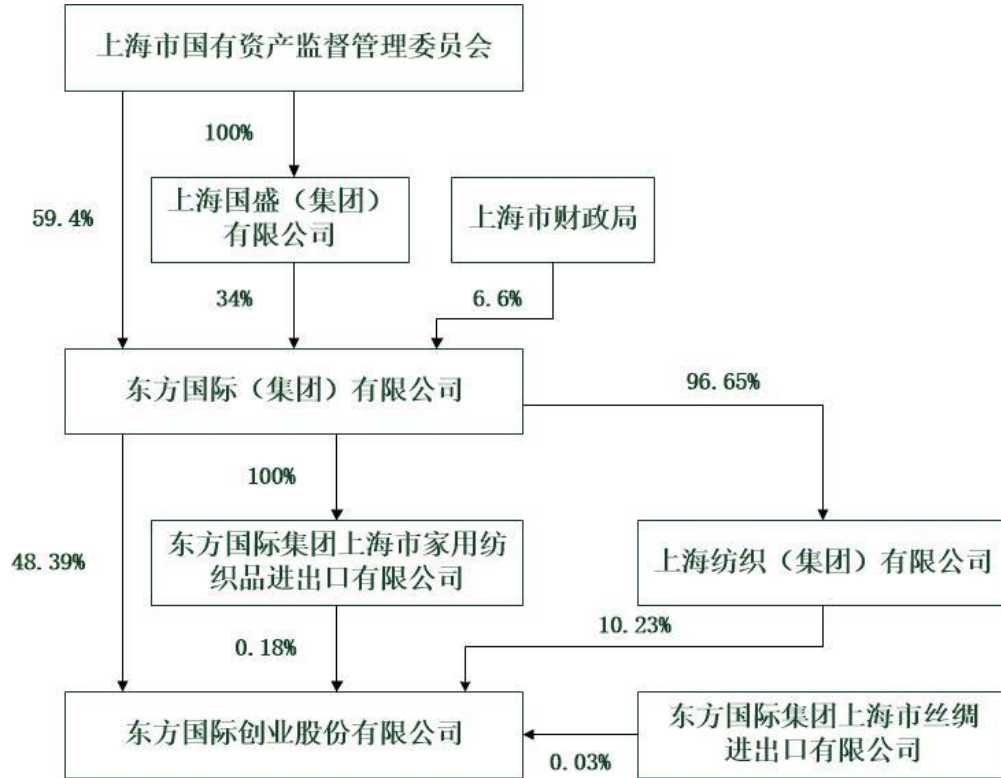 上海市国有资产监督管理委员会
100%
59.4%
上海国盛（集团）
有限公司
上海市财政局
34%
6.6%
东方国际（集团）有限公司
96.65%
100%
48.39%
东方国际集团上海市家用纺
织品进出口有限公司
上海纺织（集团）有限公司
0.18%
10.23%
东方国际创业股份有限公司
0.03%
东方国际集团上海市丝绸
进出口有限公司